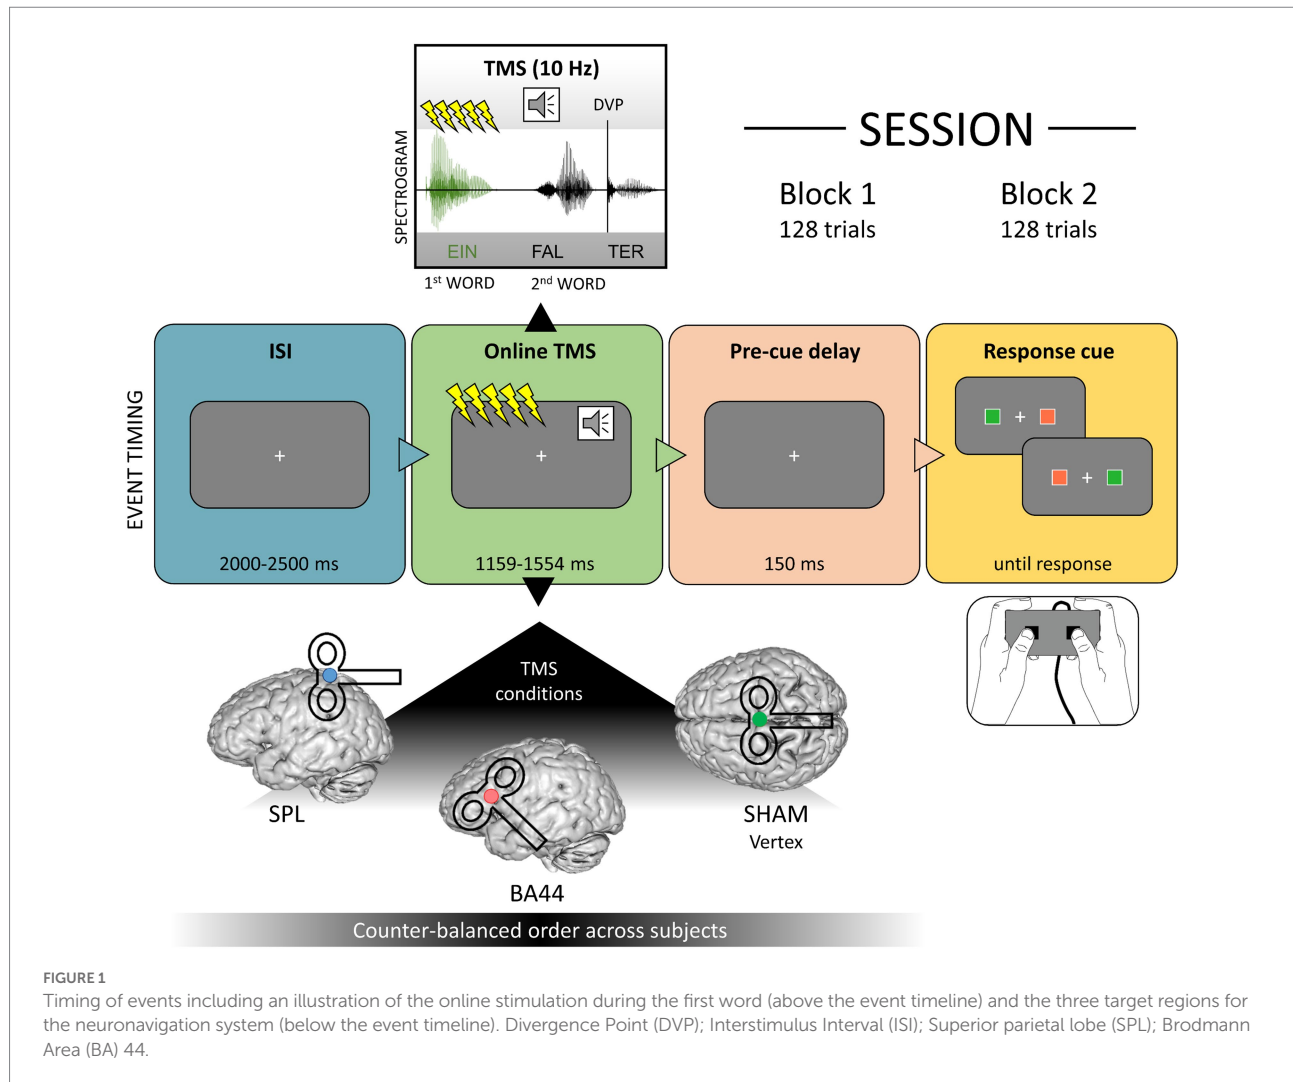 TMS (10 Hz)
DVP
SPECTROGRAM
EIN FAL TER
1st WORD 2nd WORD
SESSION
Block 1 Block 2
128 trials 128 trials
EVENT TIMING
ISI Online TMS Pre-cue delay Response cue
2000-2500 ms 1159-1554 ms 150 ms until response
TMS
conditions
SPL
BA44
SHAM
Vertex
Counter-balanced order across subjects
FIGURE 1
Timing of events including an illustration of the online stimulation during the first word (above the event timeline) and the three target regions for
the neuronavigation system (below the event timeline). Divergence Point (DVP); Interstimulus Interval (ISI); Superior parietal lobe (SPL); Brodmann
Area (BA) 44.